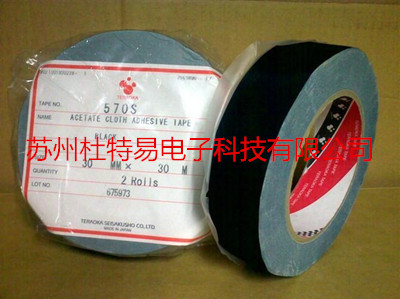 TERAOKA
TAPE NO.
570S
NAME
ACETATE CLOTH ADHESIVE TAPE
BLACK
苏州杜特易电子科技有限公司
30 MM × 30 M
QUANTITY
2 Rolls
LOT NO
675973
TERAOKA SEISAKUSHO CO., LTD.
MADE IN JAPAN